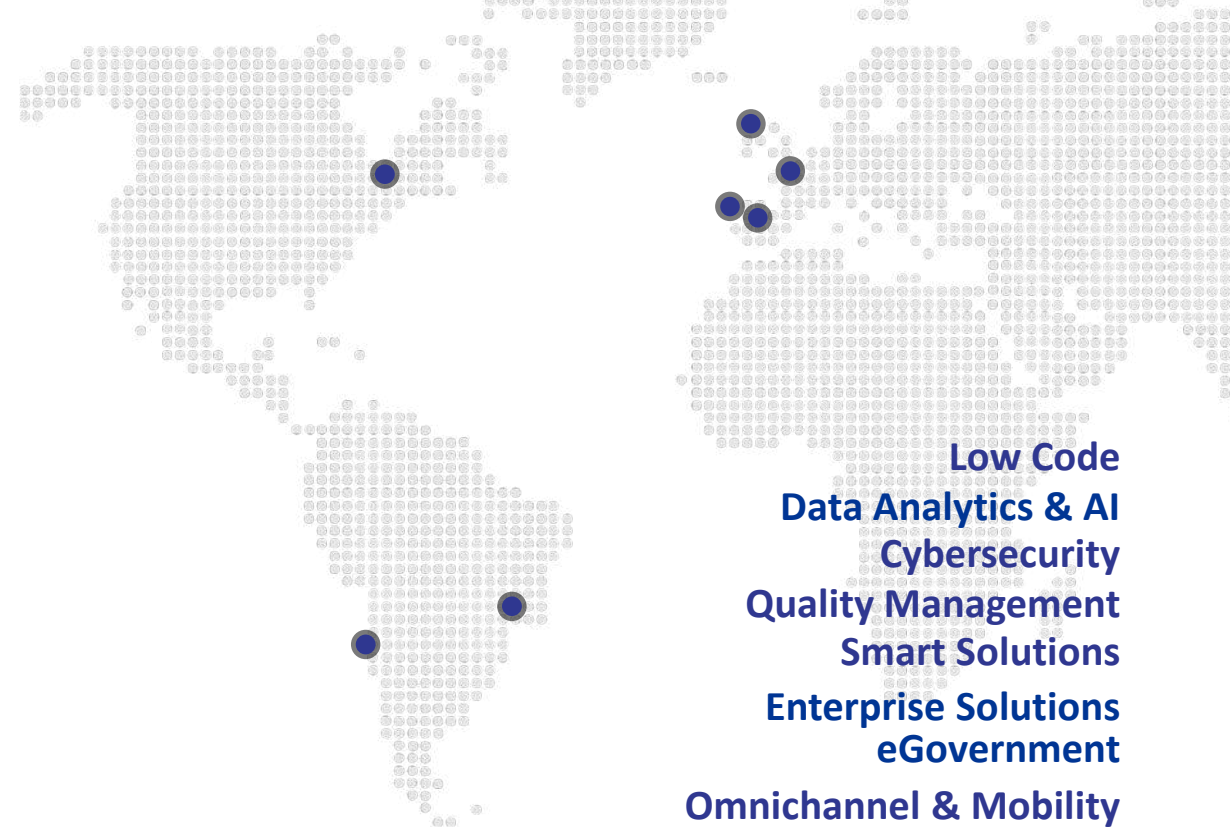 Low Code
Data Analytics & AI
Cybersecurity
Quality Management
Smart Solutions
Enterprise Solutions
eGovernment
Omnichannel & Mobility